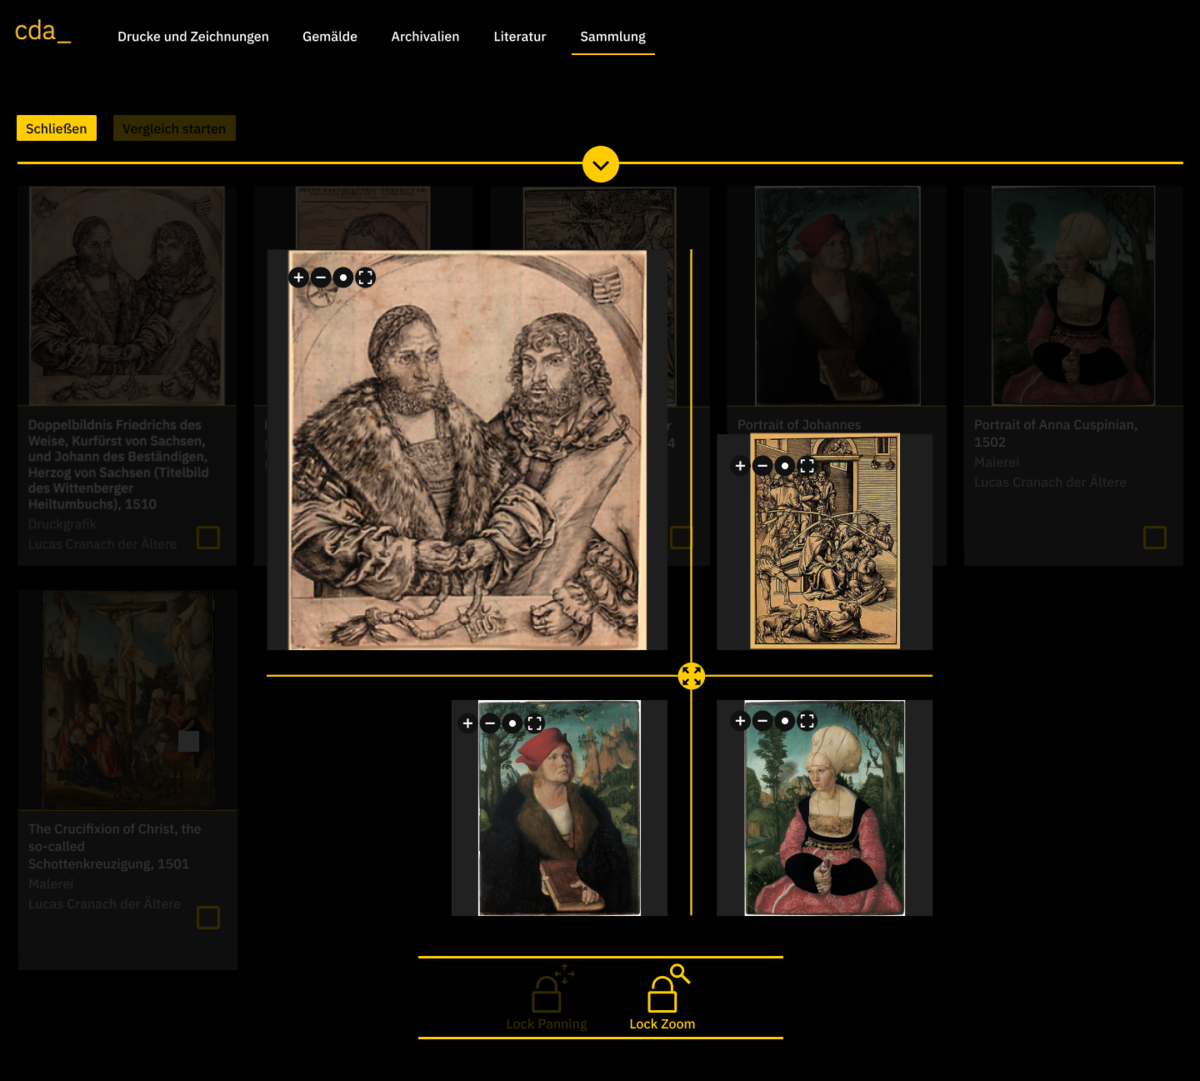 cda_
Drucke und Zeichnungen
Gemälde
Archivalien
Literatur
Sammlung
Schließen
Vergleich starten
Doppelbildnis Friedrichs des
Weise, Kurfürst von Sachsen,
und Johann des Beständigen,
Herzog von Sachsen (Titelbild
des Wittenberger
Heiltumbuchs), 1510
Druckgrafik
Lucas Cranach der Ältere
Portrait of Johannes
Portrait of Anna Cuspinian,
1502
Malerei
Lucas Cranach der Ältere
The Crucifixion of Christ, the
so-called
Schottenkreuzigung, 1501
Malerei
Lucas Cranach der Ältere
Lock Panning
Lock Zoom